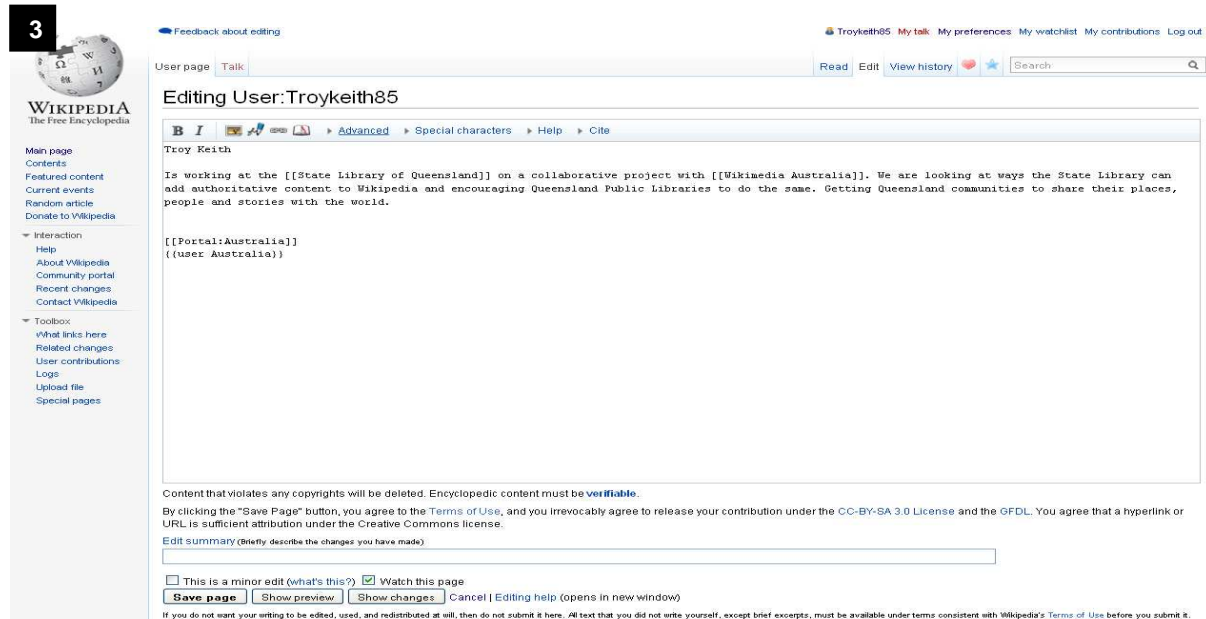 3
Feedback about editing
Troykeith85 My talk My preferences My watchlist My contributions Log out
User page Talk
Read Edit View history Search
WIKIPEDIA
The Free Encyclopedia
Editing User:Troykeith85
B I Advanced Special characters Help Cite
Main page
Contents
Featured content
Current events
Random article
Donate to Wikipedia
Interaction
Help
About Wikipedia
Community portal
Recent changes
Contact Wikipedia
Toolbox
What links here
Related changes
User contributions
Logs
Upload file
Special pages
Troy Keith
Is working at the [[State Library of Queensland]] on a collaborative project with [[Wikimedia Australia]]. We are looking at ways the State Library can
add authoritative content to Wikipedia and encouraging Queensland Public Libraries to do the same. Getting Queensland communities to share their places,
people and stories with the world.
[[Portal:Australia]]
{{user Australia}}
Content that violates any copyrights will be deleted. Encyclopedic content must be verifiable.
By clicking the "Save Page" button, you agree to the Terms of Use, and you irrevocably agree to release your contribution under the CC-BY-SA 3.0 License and the GFDL. You agree that a hyperlink or
URL is sufficient attribution under the Creative Commons license.
Edit summary (Briefly describe the changes you have made)
This is a minor edit (what's this?) Watch this page
Save page Show preview Show changes Cancel | Editing help (opens in new window)
If you do not want your writing to be edited, used, and redistributed at will, then do not submit it here. All text that you did not write yourself, except brief excerpts, must be available under terms consistent with Wikipedia's Terms of Use before you submit it.